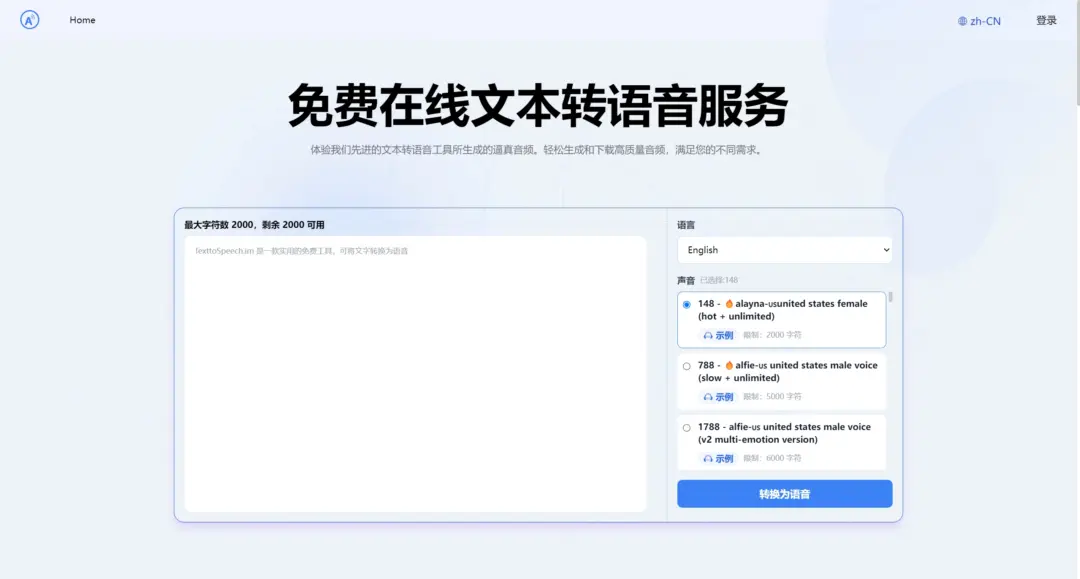 Home
zh-CN
登录
免费在线文本转语音服务
体验我们先进的文本转语音工具所生成的逼真音频。轻松生成和下载高质量音频，满足您的不同需求。
最大字符数 2000，剩余 2000 可用
TexttoSpeech.im 是一款实用的免费工具，可将文字转换为语音
语言
English
声音 已选择:148
148 - 🔥alayna-usunited states female
(hot + unlimited)
示例 限制：2000 字符
788 - 🔥alfie-us united states male voice
(slow + unlimited)
示例 限制：5000 字符
1788 - alfie-us united states male voice
(v2 multi-emotion version)
示例 限制：6000 字符
转换为语音